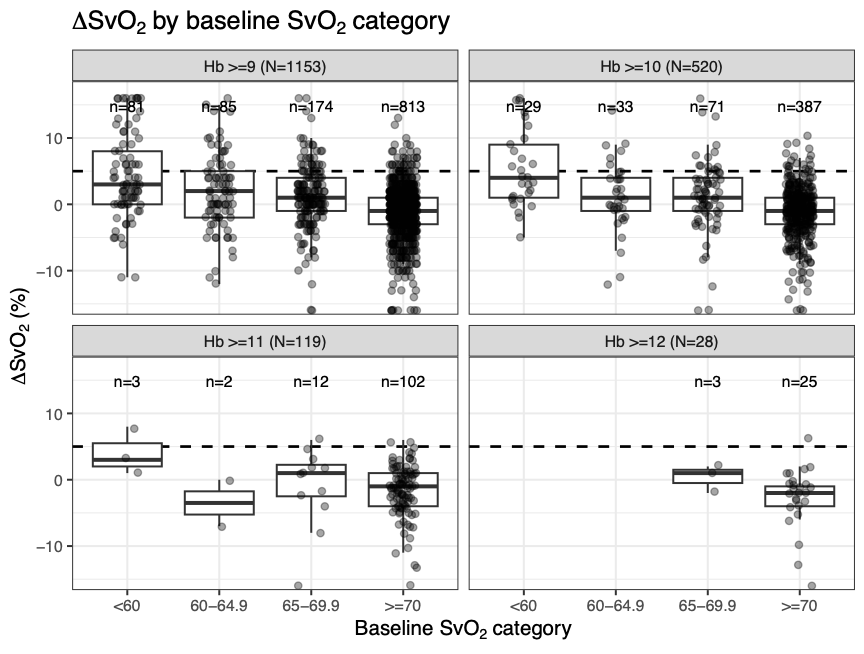 ΔSvO₂ by baseline SvO₂ category
Hb >=9 (N=1153)
Hb >=10 (N=520)
n=81
n=85
n=174
n=813
n=29
n=33
n=71
n=387
10
0
−10
Hb >=11 (N=119)
Hb >=12 (N=28)
n=3
n=2
n=12
n=102
n=3
n=25
10
0
−10
ΔSvO₂ (%)
<60
60−64.9
65−69.9
>=70
<60
60−64.9
65−69.9
>=70
Baseline SvO₂ category